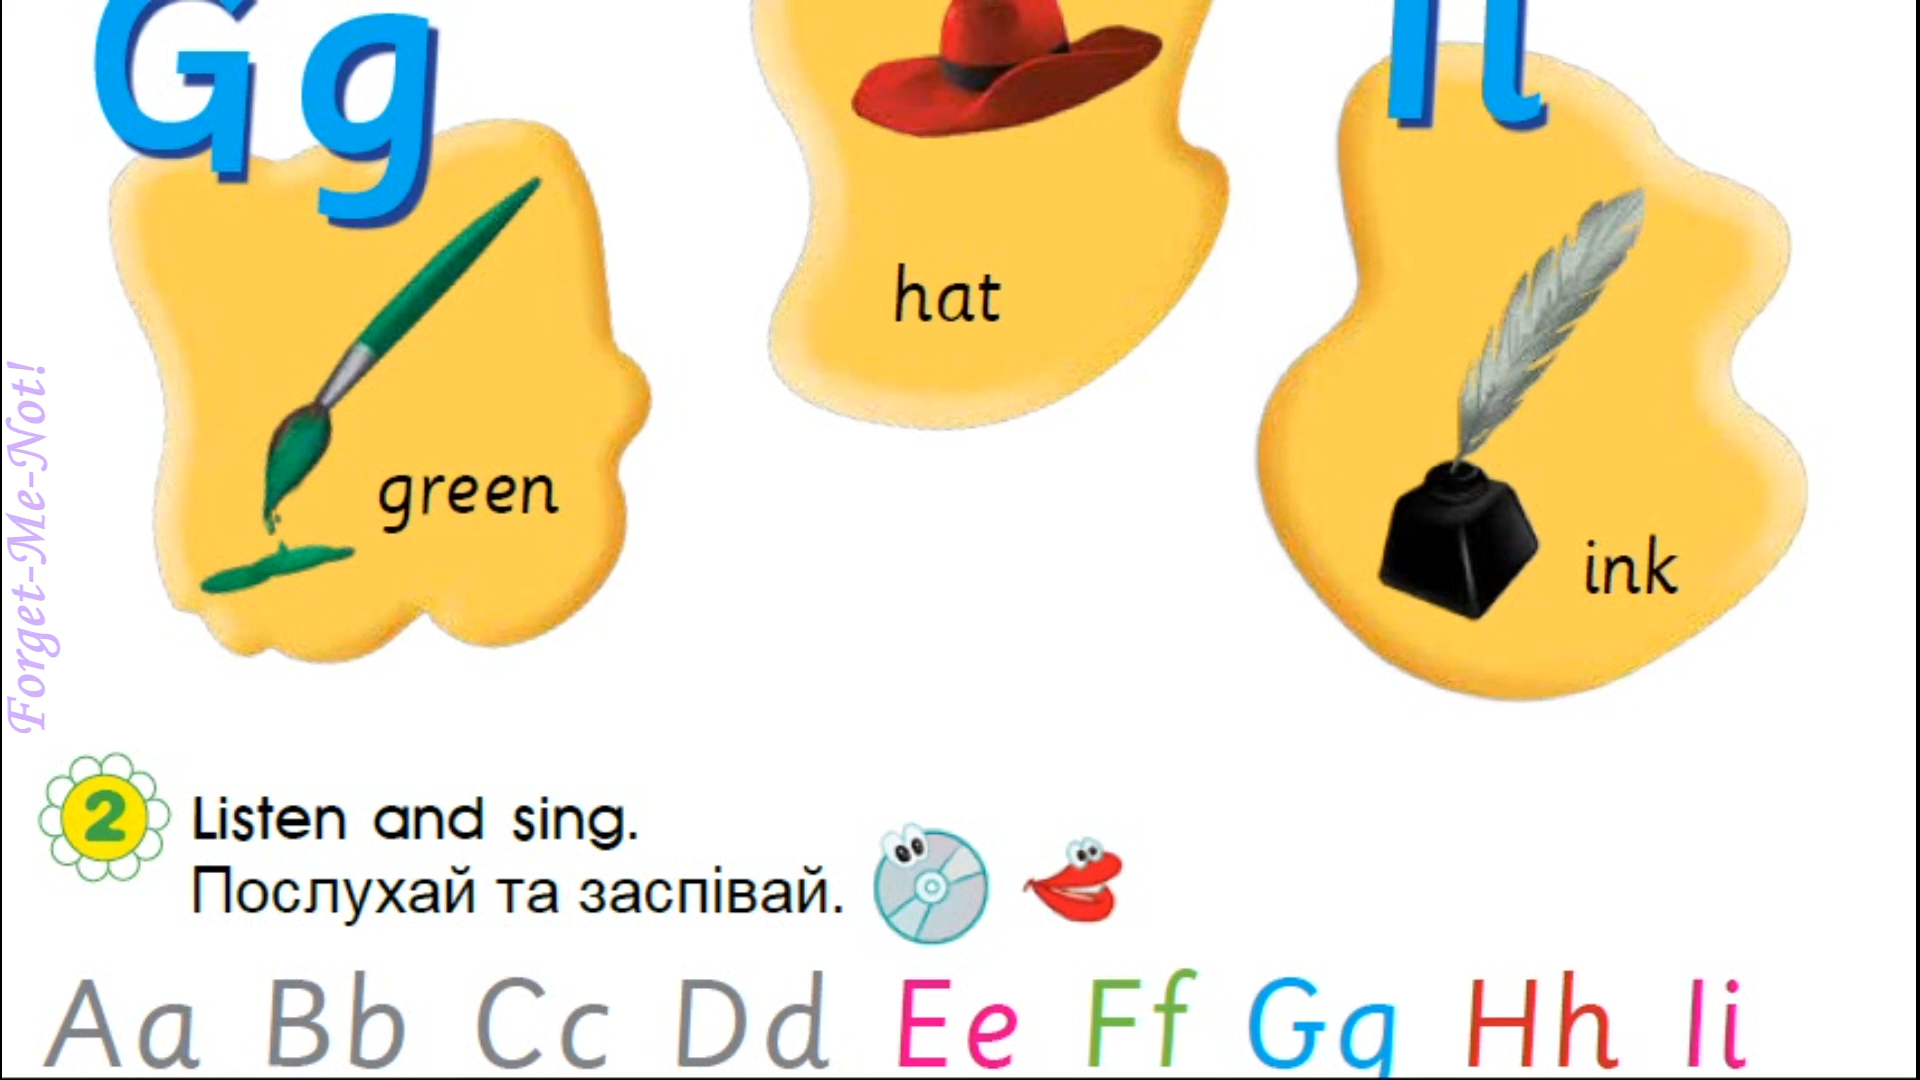 Gg
Ii
hat
green
ink
Forget-Me-Not!
2 Listen and sing.
Послухай та заспівай.
Aa Bb Cc Dd Ee Ff Gg Hh Ii